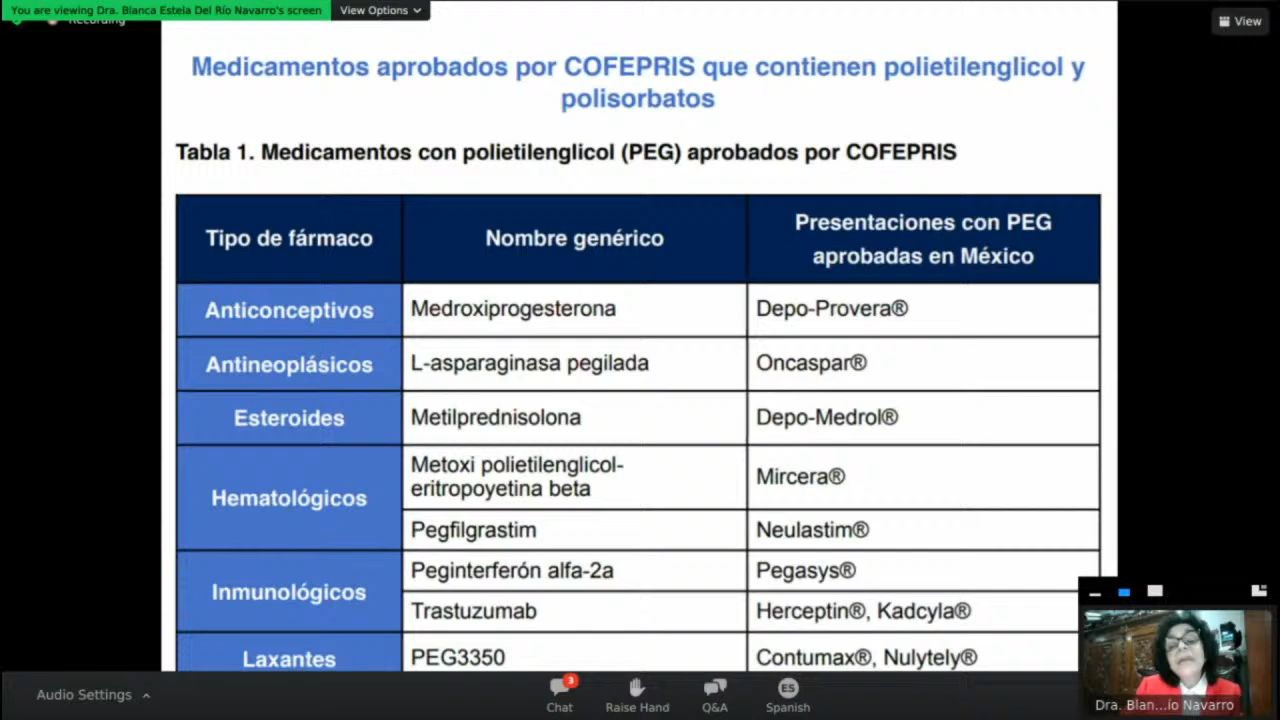 You are viewing Dra. Blanca Estela Del Río Navarro's screen
View Options
Recording
View
Medicamentos aprobados por COFEPRIS que contienen polietilenglicol y
polisorbatos
Tabla 1. Medicamentos con polietilenglicol (PEG) aprobados por COFEPRIS
Tipo de fármaco
Nombre genérico
Presentaciones con PEG
aprobadas en México
Anticonceptivos
Medroxiprogesterona
Depo-Provera®
Antineoplásicos
L-asparaginasa pegilada
Oncaspar®
Esteroides
Metilprednisolona
Depo-Medrol®
Hematológicos
Metoxi polietilenglicol-
eritropoyetina beta
Mircera®
Pegfilgrastim
Neulastim®
Inmunológicos
Peginterferón alfa-2a
Pegasys®
Trastuzumab
Herceptin®, Kadcyla®
Laxantes
PEG3350
Contumax®, Nulytely®
Dra. Blan...ío Navarro
Audio Settings
3
Chat
Raise Hand
Q&A
ES
Spanish